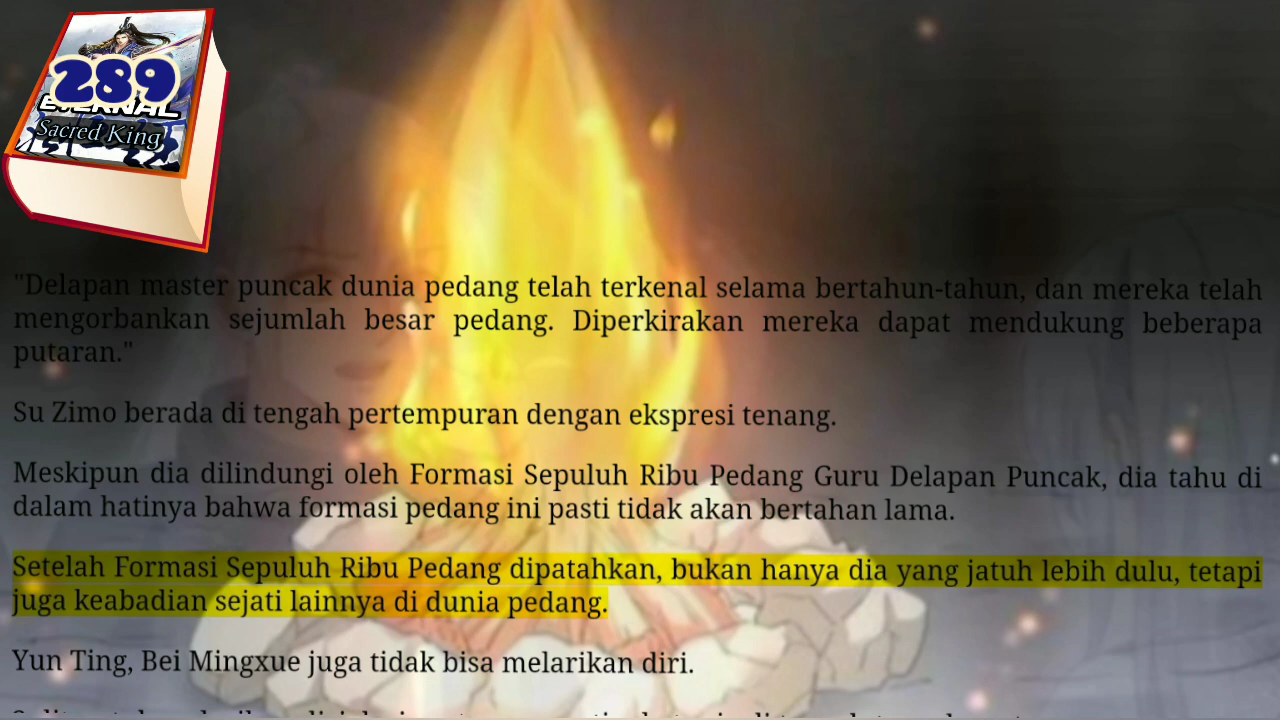 289
ETERNAL
Sacred King
"Delapan master puncak dunia pedang telah terkenal selama bertahun-tahun, dan mereka telah
mengorbankan sejumlah besar pedang. Diperkirakan mereka dapat mendukung beberapa
putaran."
Su Zimo berada di tengah pertempuran dengan ekspresi tenang.
Meskipun dia dilindungi oleh Formasi Sepuluh Ribu Pedang Guru Delapan Puncak, dia tahu di
dalam hatinya bahwa formasi pedang ini pasti tidak akan bertahan lama.
Setelah Formasi Sepuluh Ribu Pedang dipatahkan, bukan hanya dia yang jatuh lebih dulu, tetapi
juga keabadian sejati lainnya di dunia pedang.
Yun Ting, Bei Mingxue juga tidak bisa melarikan diri.